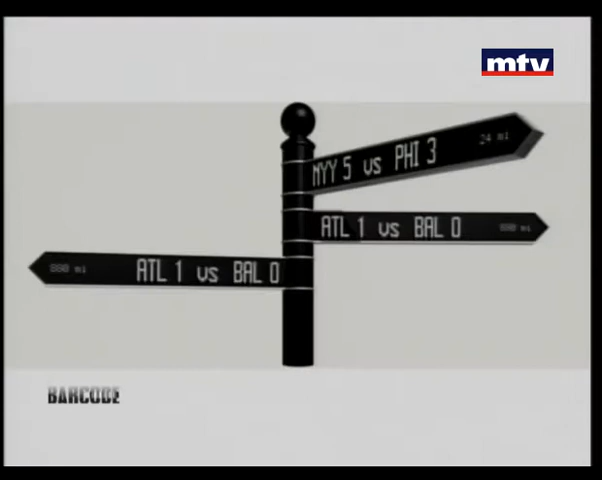 mtv
NYY 5 vs PHI 3 24 mi
ATL 1 vs BAL 0
ATL 1 vs BAL 0
BARCODE